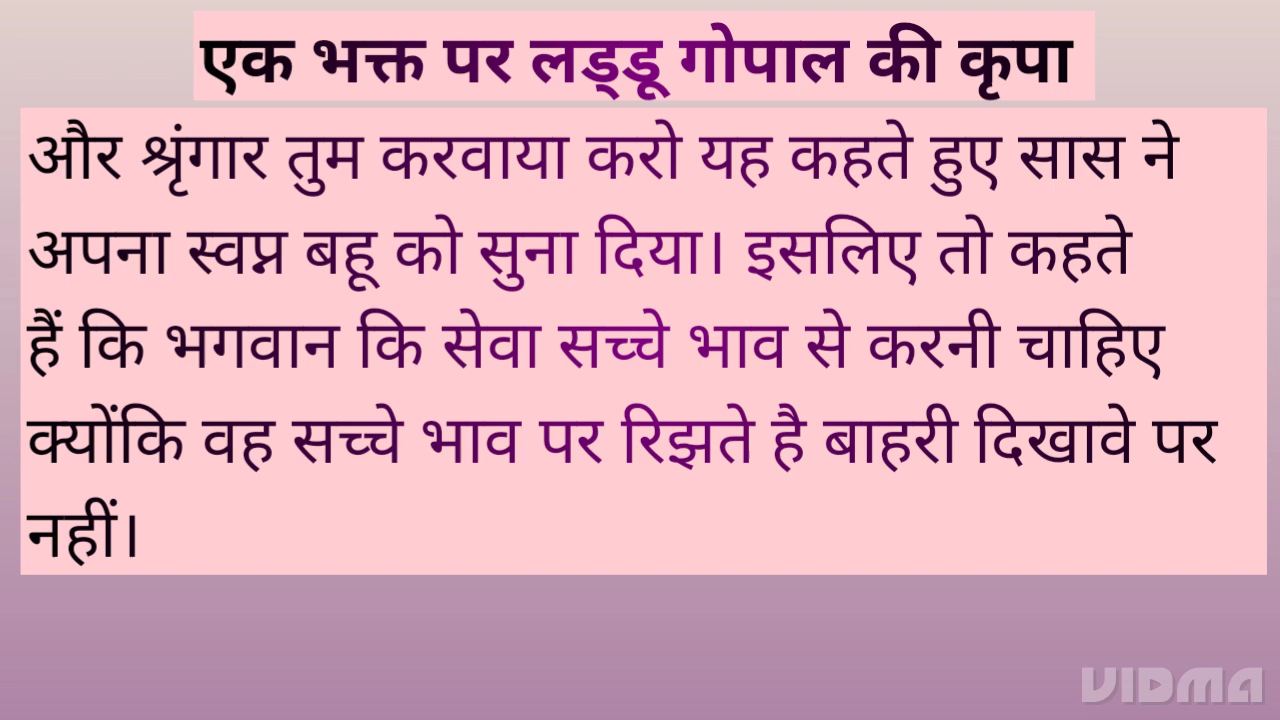 एक भक्त पर लड्डू गोपाल की कृपा
और श्रृंगार तुम करवाया करो यह कहते हुए सास ने
अपना स्वप्न बहू को सुना दिया। इसलिए तो कहते
हैं कि भगवान कि सेवा सच्चे भाव से करनी चाहिए
क्योंकि वह सच्चे भाव पर रिझते है बाहरी दिखावे पर
नहीं।
VIDMA